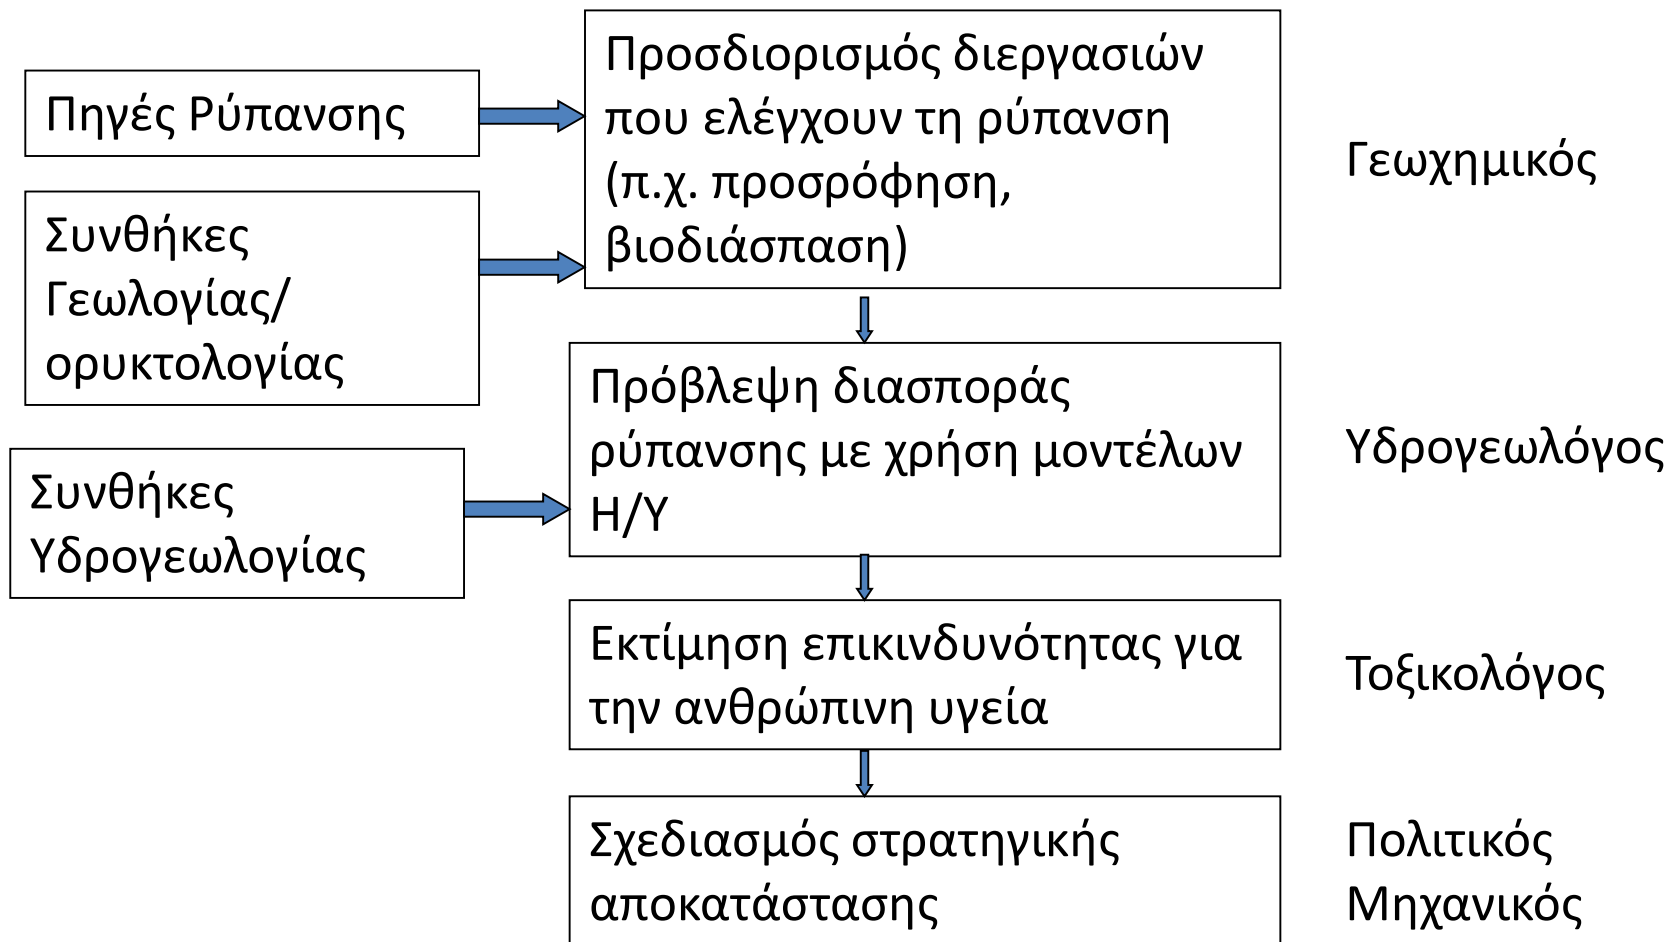 Πηγές Ρύπανσης
Προσδιορισμός διεργασιών
που ελέγχουν τη ρύπανση
(π.χ. προσρόφηση,
βιοδιάσπαση)
Γεωχημικός
Συνθήκες
Γεωλογίας/
ορυκτολογίας
Πρόβλεψη διασποράς
ρύπανσης με χρήση μοντέλων
Η/Υ
Υδρογεωλόγος
Συνθήκες
Υδρογεωλογίας
Εκτίμηση επικινδυνότητας για
την ανθρώπινη υγεία
Τοξικολόγος
Σχεδιασμός στρατηγικής
αποκατάστασης
Πολιτικός
Μηχανικός